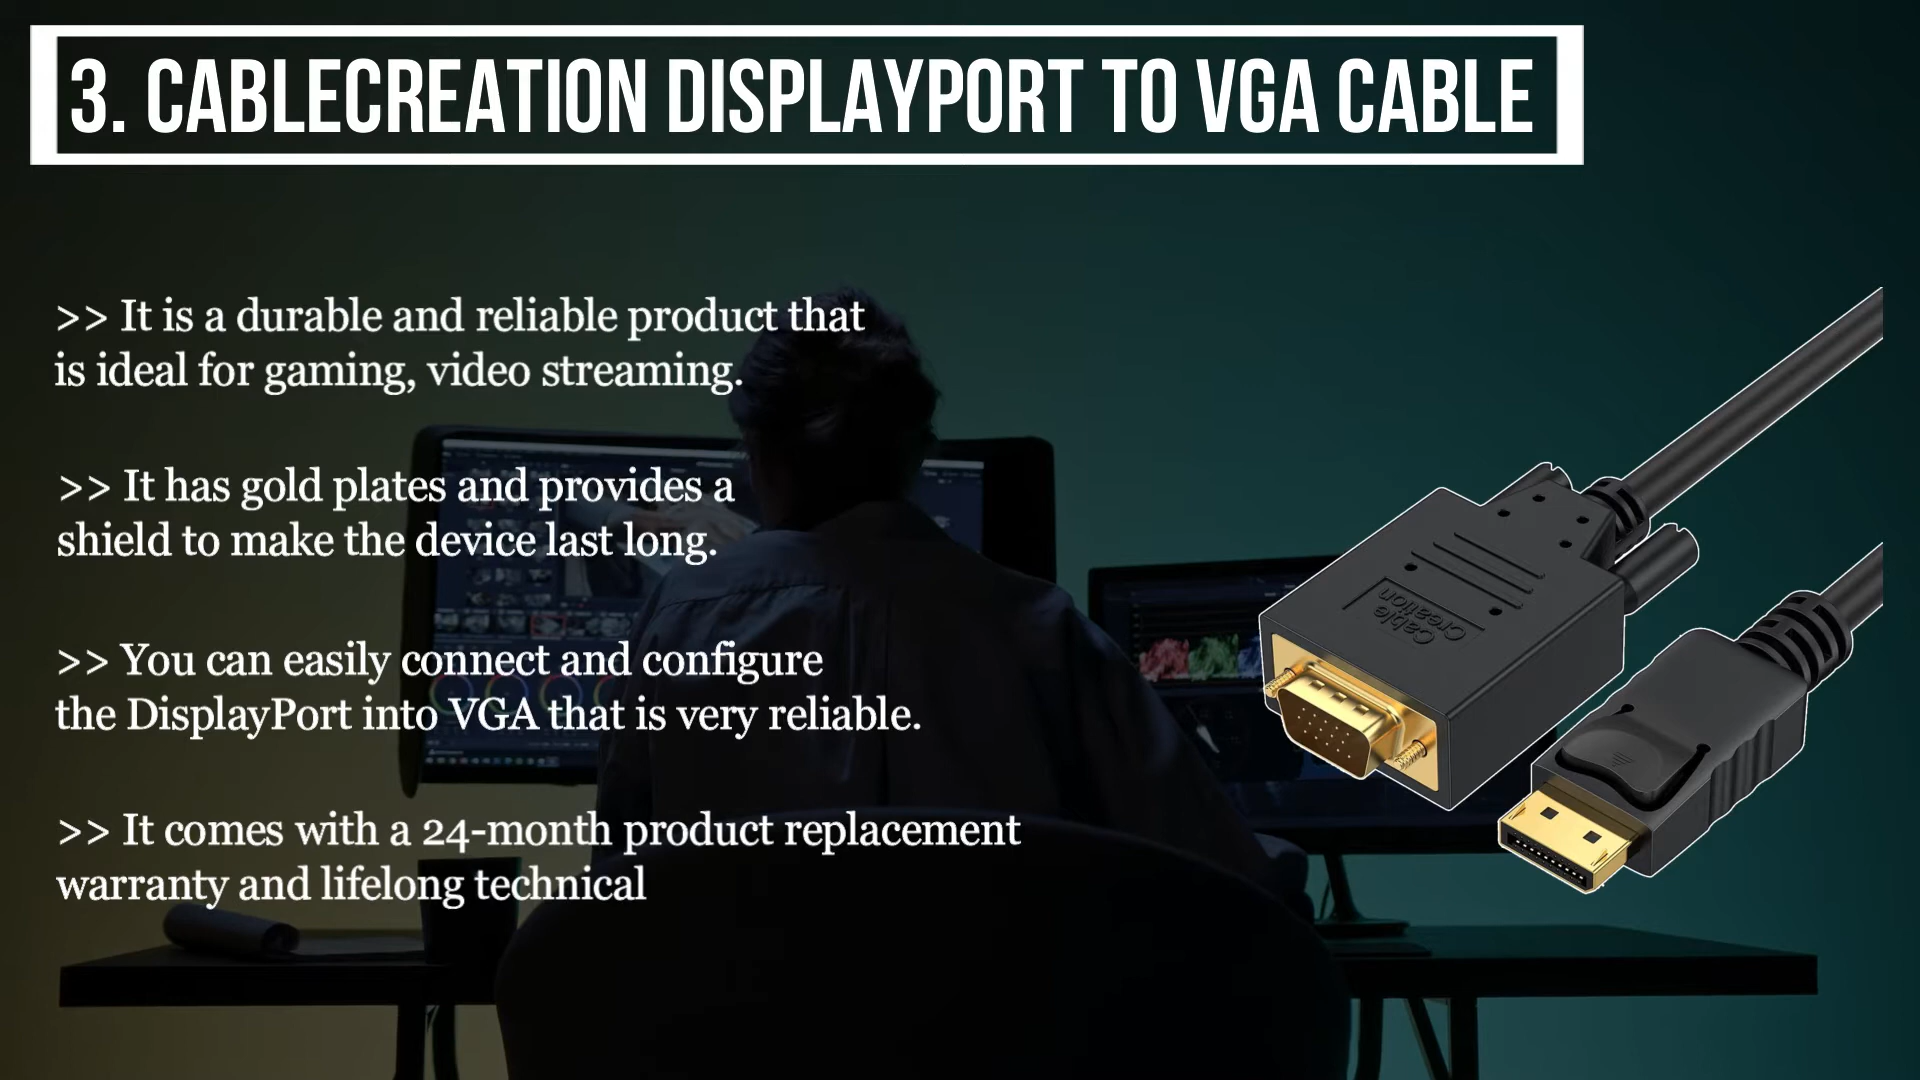 3. CABLECREATION DISPLAYPORT TO VGA CABLE
>> It is a durable and reliable product that
is ideal for gaming, video streaming.
>> It has gold plates and provides a
shield to make the device last long.
>> You can easily connect and configure
the DisplayPort into VGA that is very reliable.
>> It comes with a 24-month product replacement
warranty and lifelong technical
Cable
Creation